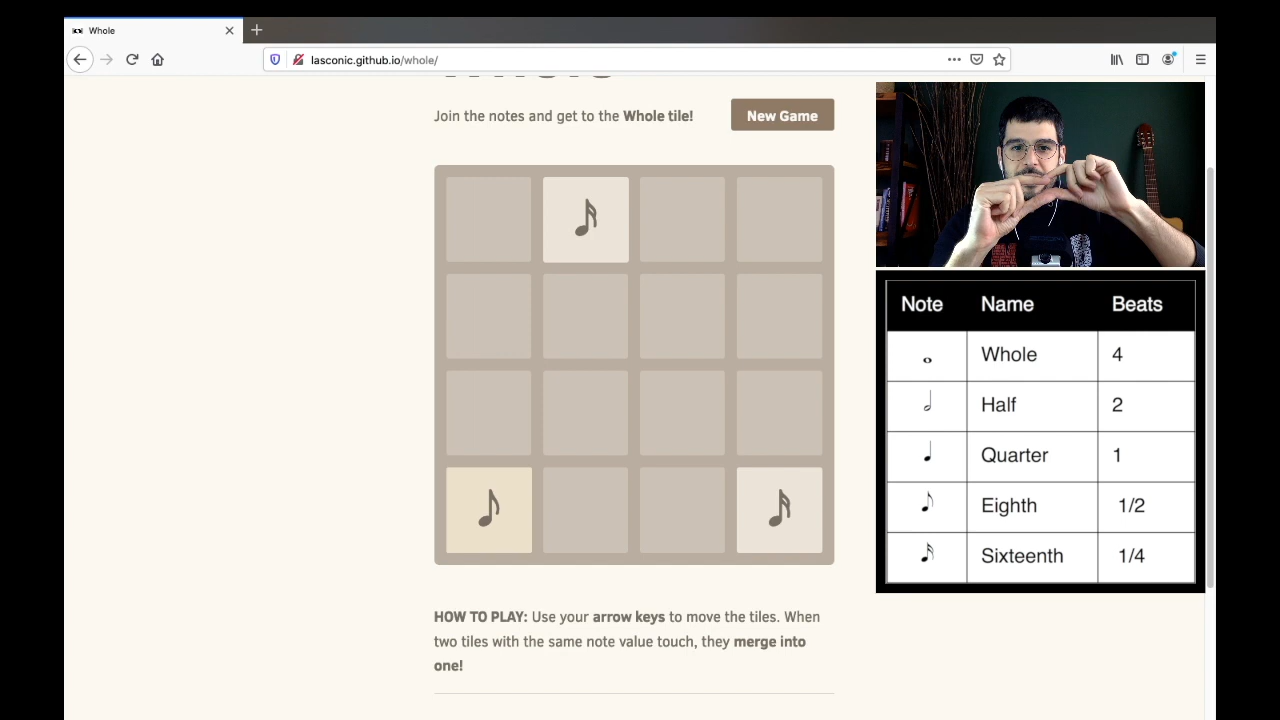 Whole
lasconic.github.io/whole/
Join the notes and get to the Whole tile!
New Game
HOW TO PLAY: Use your arrow keys to move the tiles. When
two tiles with the same note value touch, they merge into
one!
Note Name Beats
Whole 4
Half 2
Quarter 1
Eighth 1/2
Sixteenth 1/4